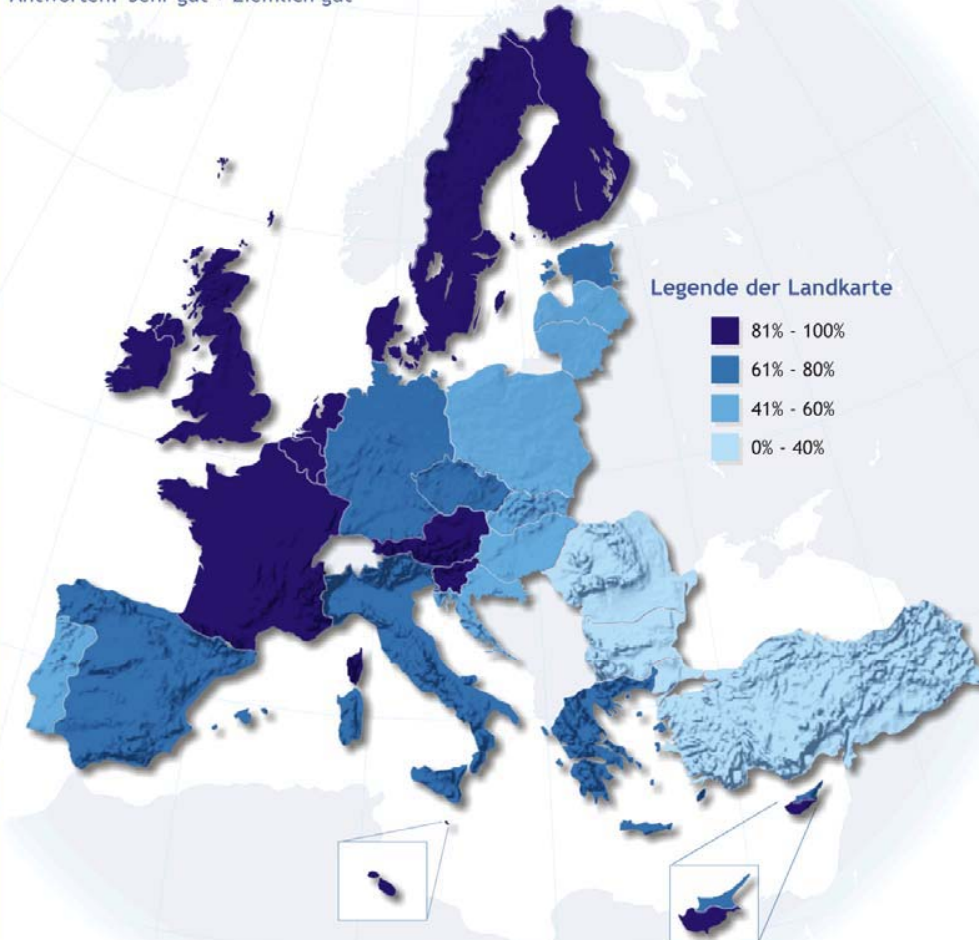 Antworten: "Sehr gut" + "Ziemlich gut"
Legende der Landkarte
81% - 100%
61% - 80%
41% - 60%
0% - 40%